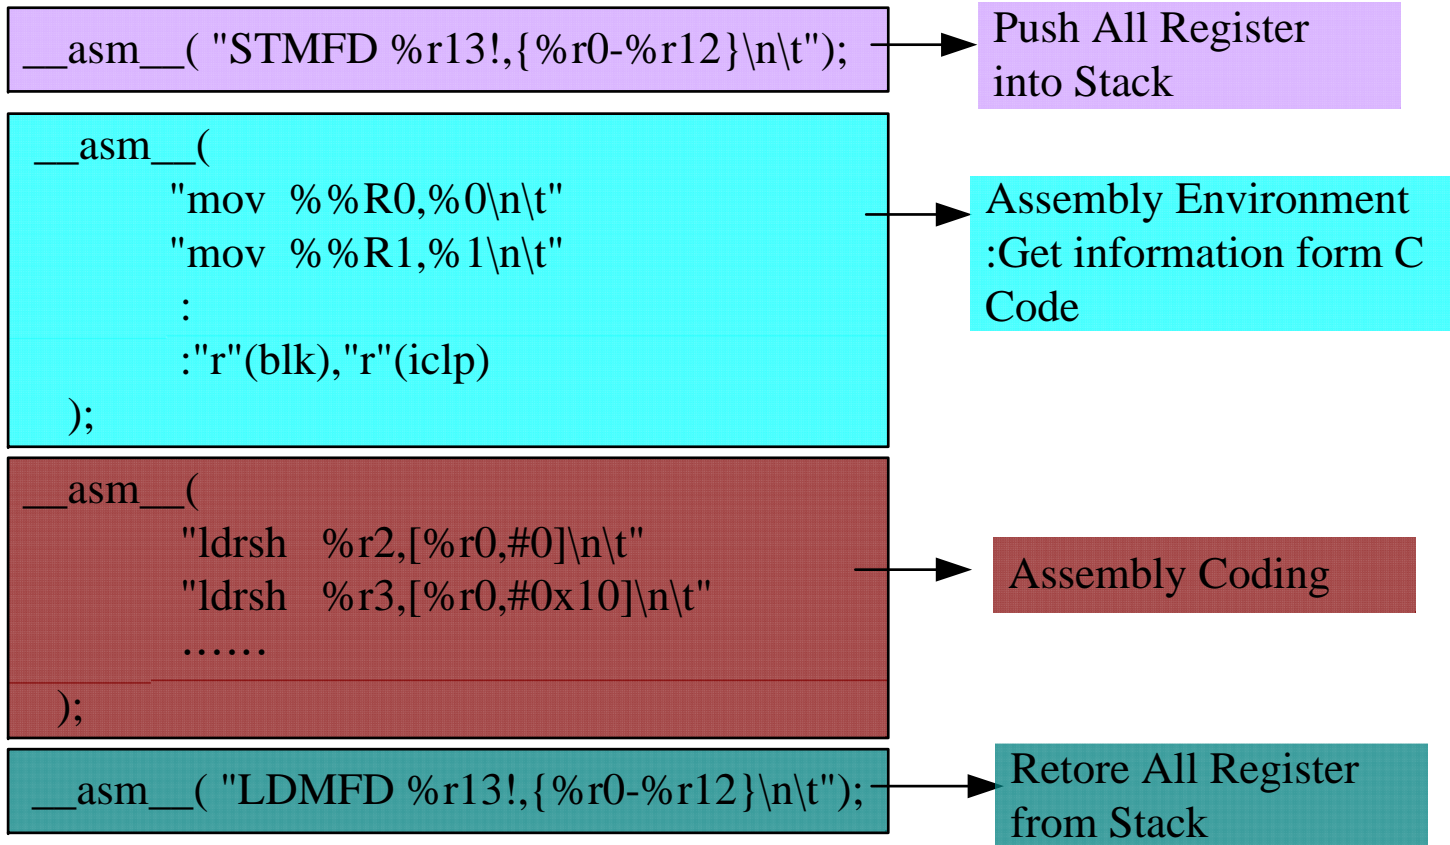 __asm__( "STMFD %r13!,{%r0-%r12}\n\t");
Push All Register
into Stack
__asm__(
"mov %%R0,%0\n\t"
"mov %%R1,%1\n\t"
:
:"r"(blk),"r"(iclp)
);
Assembly Environment
:Get information form C
Code
__asm__(
"ldrsh %r2,[%r0,#0]\n\t"
"ldrsh %r3,[%r0,#0x10]\n\t"
......
);
Assembly Coding
__asm__( "LDMFD %r13!,{%r0-%r12}\n\t");
Retore All Register
from Stack